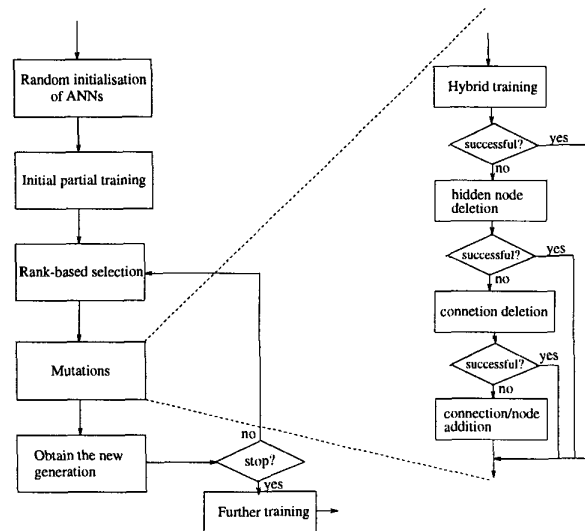 Random initialisation
of ANNs
Initial partial training
Rank-based selection
Mutations
Obtain the new
generation
no
stop?
yes
Further training
Hybrid training
successful?
yes
no
hidden node
deletion
successful?
yes
no
connetion deletion
successful?
yes
no
connection/node
addition